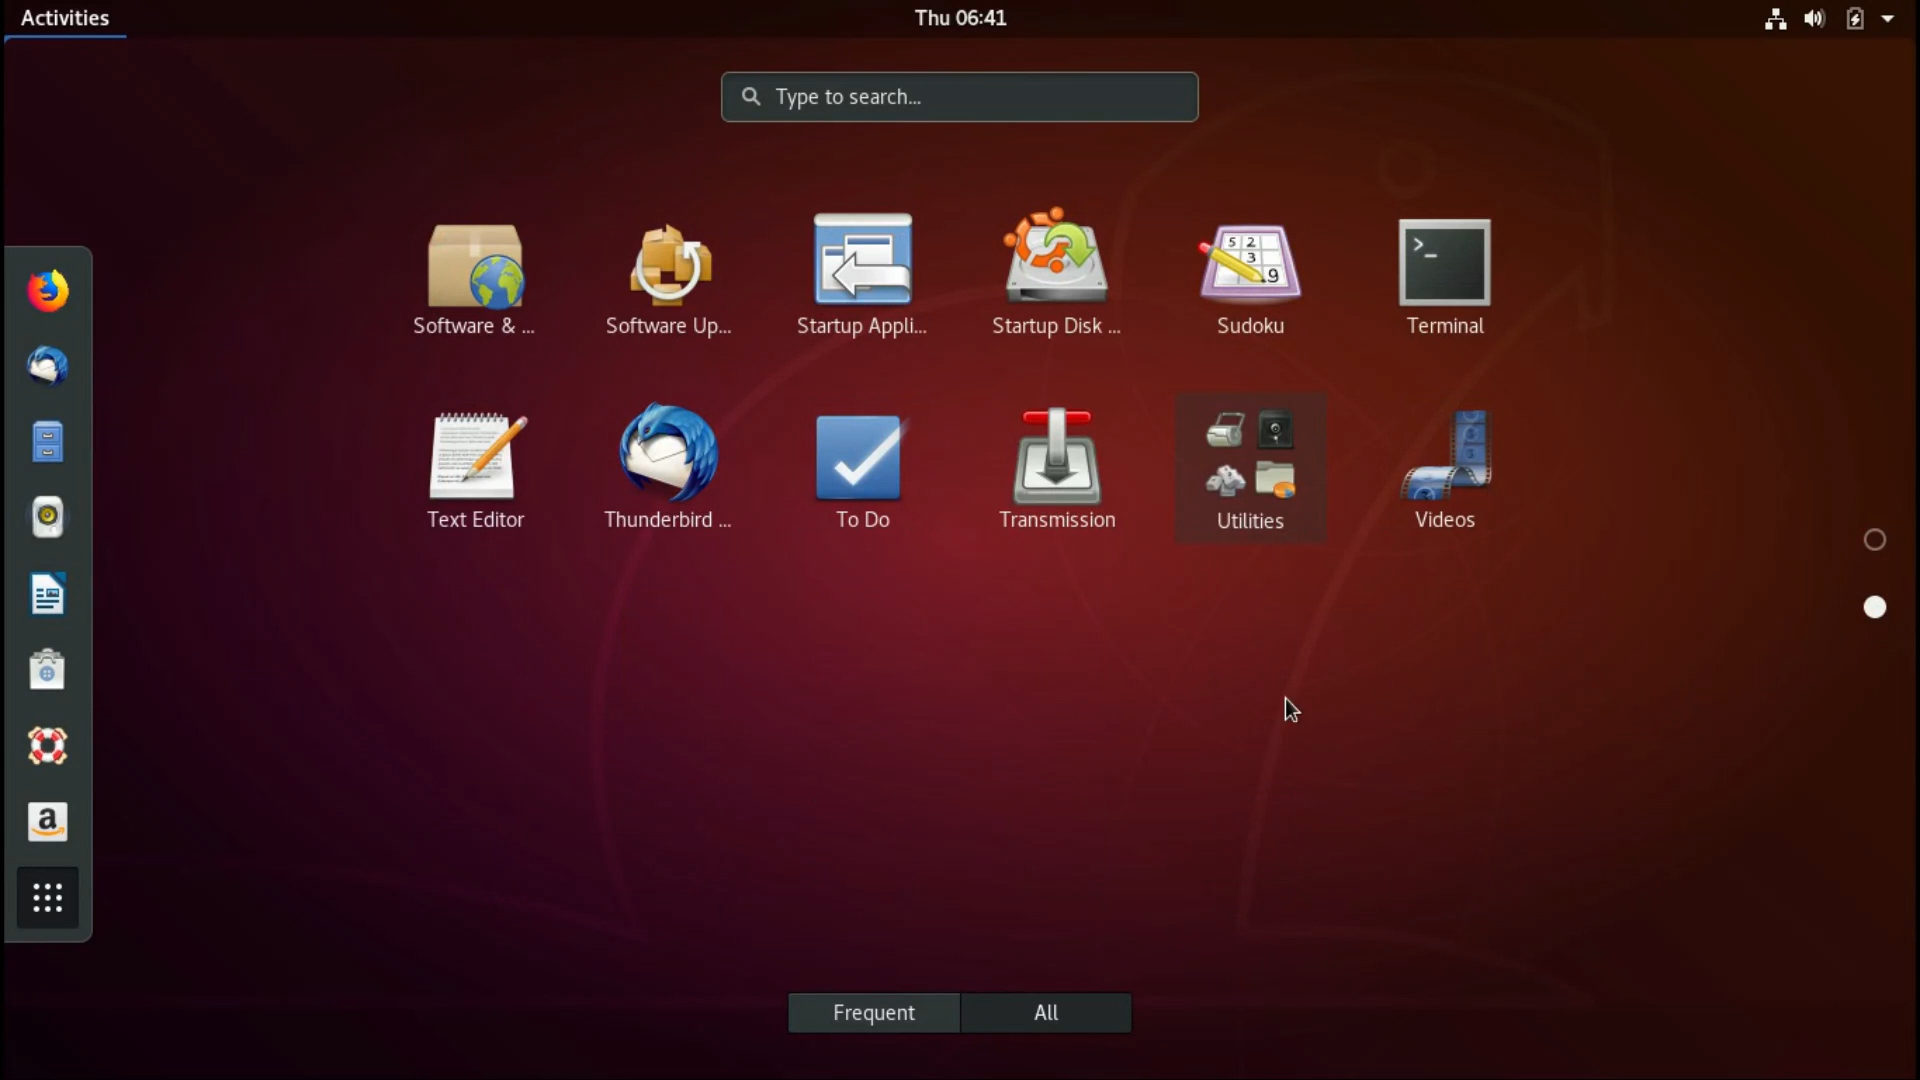 Activities
Thu 06:41
Type to search...
Software & ...
Software Up...
Startup Appli...
Startup Disk ...
Sudoku
Terminal
Text Editor
Thunderbird ...
To Do
Transmission
Utilities
Videos
Frequent
All